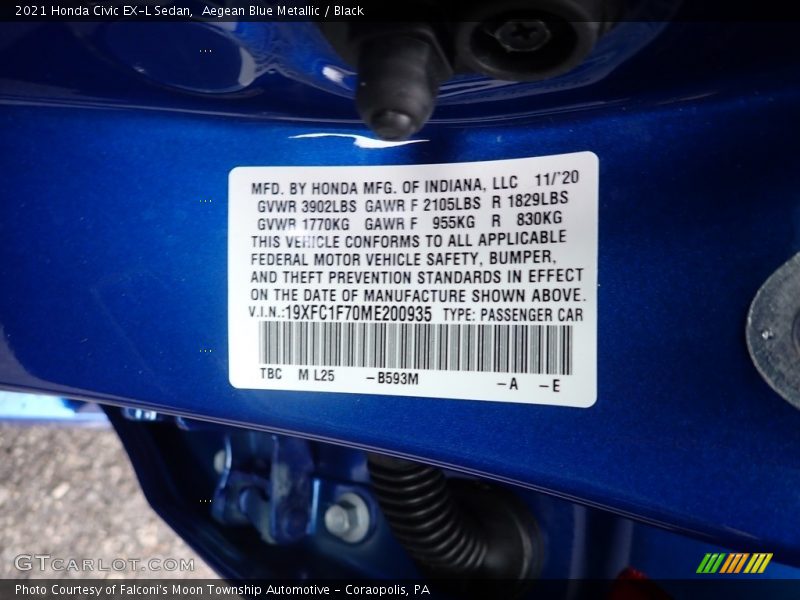 2021 Honda Civic EX-L Sedan,  Aegean Blue Metallic / Black
MFD. BY HONDA MFG. OF INDIANA, LLC 11/'20
GVWR 3902LBS GAWR F 2105LBS R 1829LBS
GVWR 1770KG GAWR F 955KG R 830KG
THIS VEHICLE CONFORMS TO ALL APPLICABLE
FEDERAL MOTOR VEHICLE SAFETY, BUMPER,
AND THEFT PREVENTION STANDARDS IN EFFECT
ON THE DATE OF MANUFACTURE SHOWN ABOVE.
V.I.N.:19XFC1F70ME200935 TYPE: PASSENGER CAR
TBC M L25 -B593M -A -E
GTCARLOT.COM
Photo Courtesy of Falconi's Moon Township Automotive - Coraopolis, PA